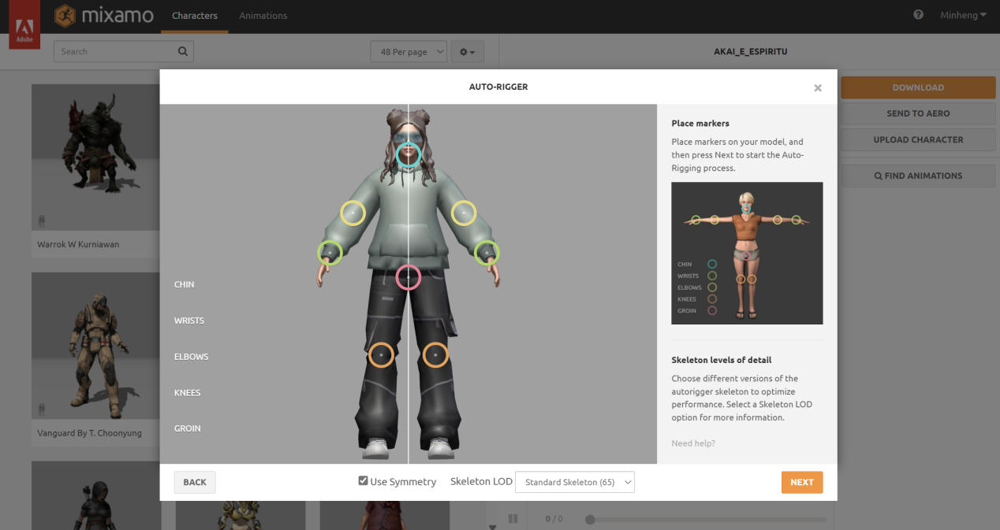 Adobe
mixamo
Characters
Animations
Minheng
Search
48 Per page
AKAI_E_ESPIRITU
AUTO-RIGGER
DOWNLOAD
SEND TO AERO
UPLOAD CHARACTER
FIND ANIMATIONS
Warrok W Kurniawan
Vanguard By T. Choonyung
CHIN
WRISTS
ELBOWS
KNEES
GROIN
Place markers
Place markers on your model, and
then press Next to start the Auto-
Rigging process.
CHIN
WRISTS
ELBOWS
KNEES
GROIN
Skeleton levels of detail
Choose different versions of the
autorigger skeleton to optimize
performance. Select a Skeleton LOD
option for more information.
Need help?
BACK
Use Symmetry
Skeleton LOD
Standard Skeleton (65)
NEXT
0 / 0